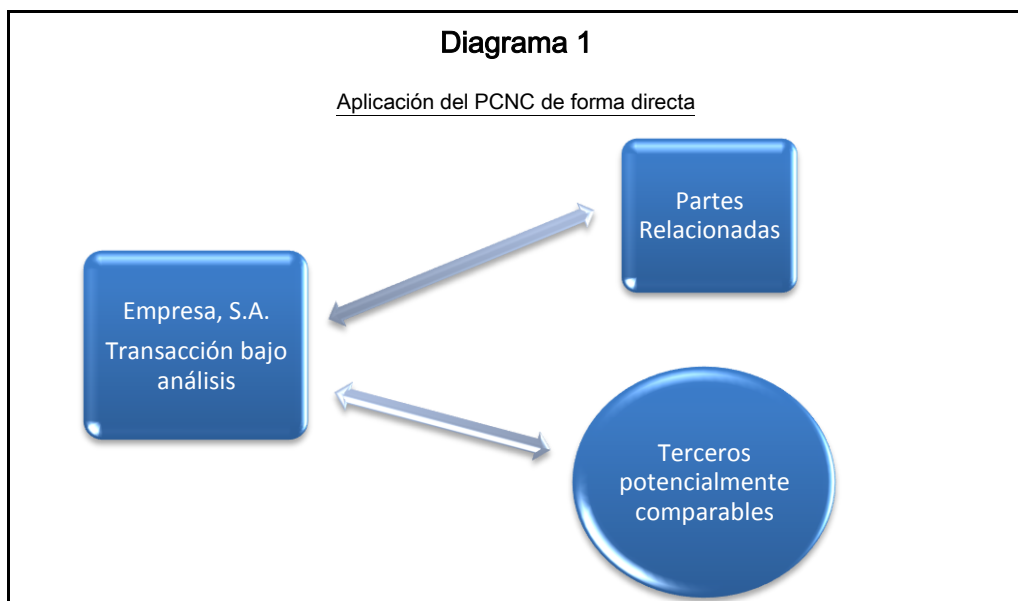 Diagrama 1
Aplicación del PCNC de forma directa
Partes
Relacionadas
Empresa, S.A.
Transacción bajo
análisis
Terceros
potencialmente
comparables